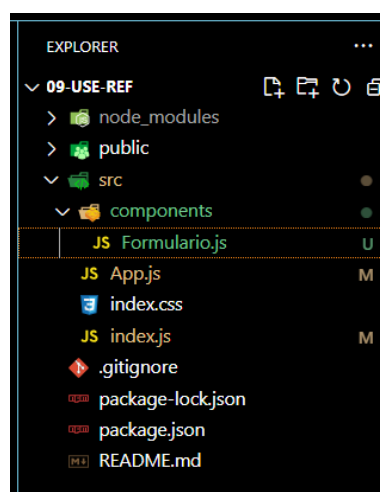 EXPLORER
09-USE-REF
node_modules
public
src
components
JS Formulario.js U
JS App.js M
index.css
JS index.js M
.gitignore
package-lock.json
package.json
README.md